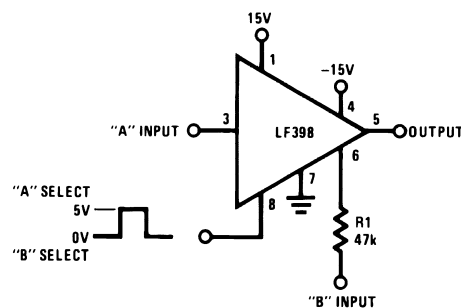 15V
1
-15V
4
3
5
"A" INPUT
LF398
OUTPUT
6
7
8
"A" SELECT
5V
0V
"B" SELECT
R1
47k
"B" INPUT